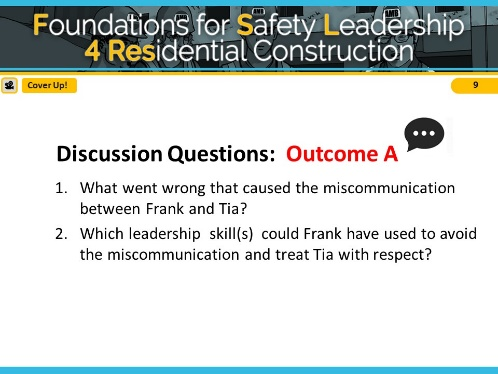 Foundations for Safety Leadership
4 Residential Construction
Cover Up!
9
Discussion Questions: Outcome A
1. What went wrong that caused the miscommunication
between Frank and Tia?
2. Which leadership skill(s) could Frank have used to avoid
the miscommunication and treat Tia with respect?